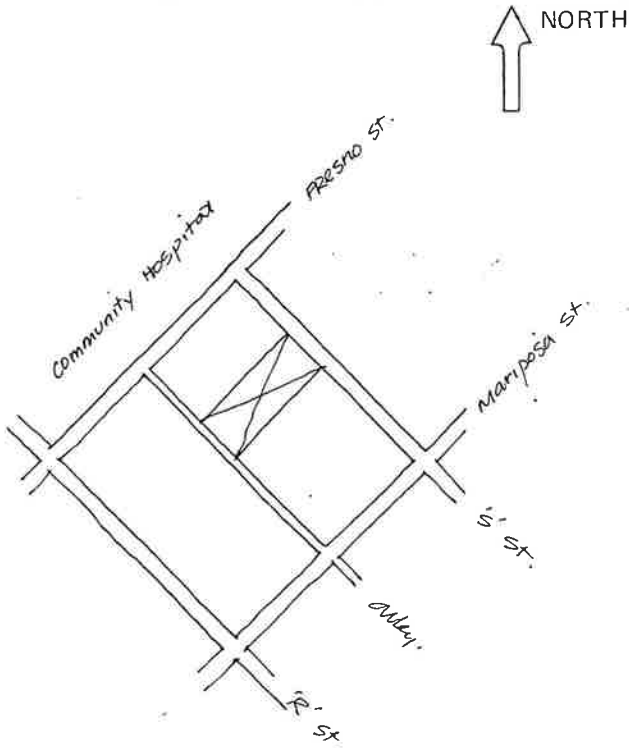 NORTH
Fresno St.
Community Hospital
Mariposa St.
"S" St.
Alley.
"R" St